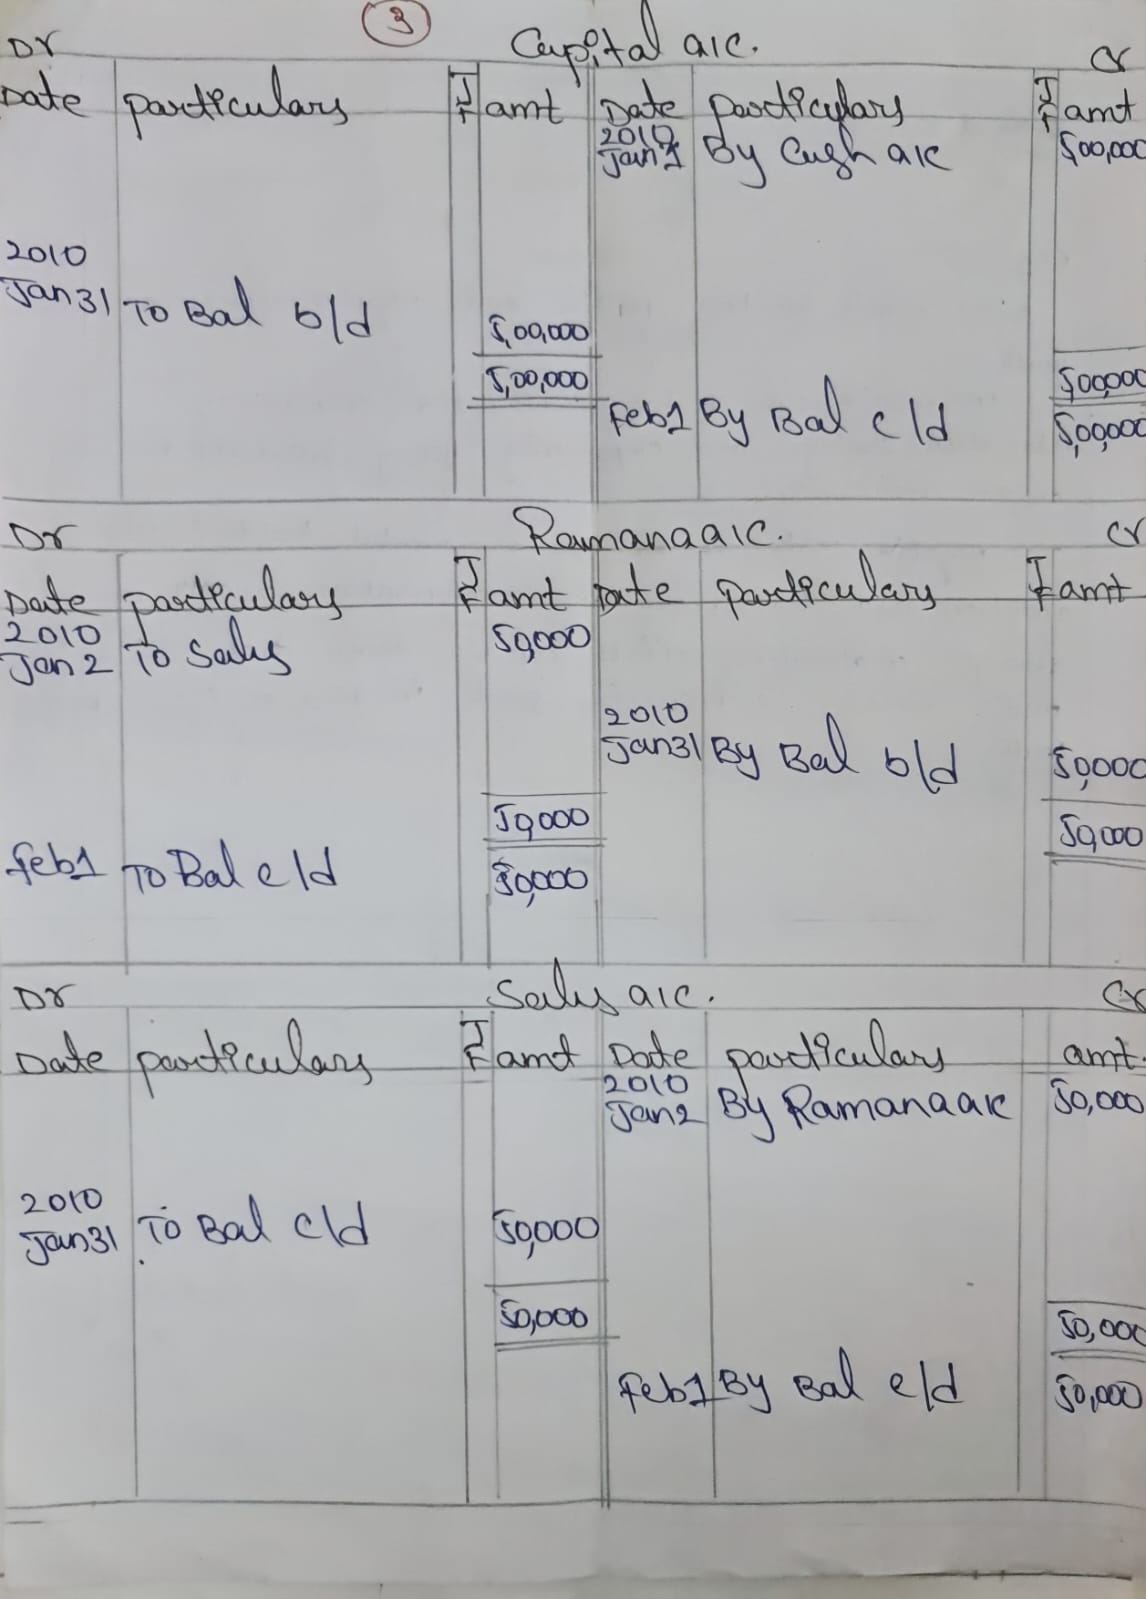 3
Dr Capital a/c. Cr
Date particulars JF amt Date particulars JF amt
2010
Jan 1 By Cash a/c 5,00,000
2010
Jan 31 To Bal b/d 5,00,000
5,00,000 5,00,000
Feb 1 By Bal c/d 5,00,000
Dr Ramana a/c. Cr
Date particulars JF amt Date particulars JF amt
2010
Jan 2 To Sales 50,000
2010
Jan 31 By Bal b/d 50,000
50,000 50,000
Feb 1 To Bal c/d 50,000
Dr Sales a/c. Cr
Date particulars JF amt Date particulars amt.
2010
Jan 2 By Ramana a/c 50,000
2010
Jan 31 To Bal c/d 50,000
50,000 50,000
Feb 1 By Bal c/d 50,000